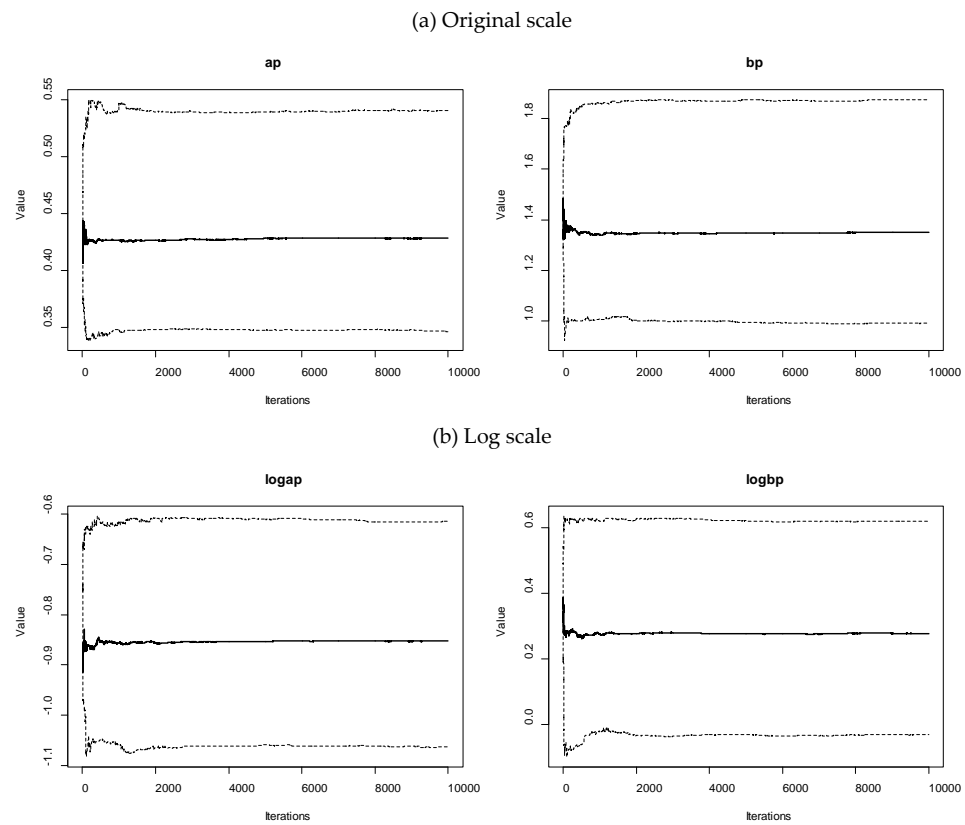 (a) Original scale
ap
bp
Value
0.35 0.40 0.45 0.50 0.55
0 2000 4000 6000 8000 10000
Iterations
Value
1.0 1.2 1.4 1.6 1.8
0 2000 4000 6000 8000 10000
Iterations
(b) Log scale
logap
logbp
Value
-1.1 -1.0 -0.9 -0.8 -0.7 -0.6
0 2000 4000 6000 8000 10000
Iterations
Value
0.0 0.2 0.4 0.6
0 2000 4000 6000 8000 10000
Iterations